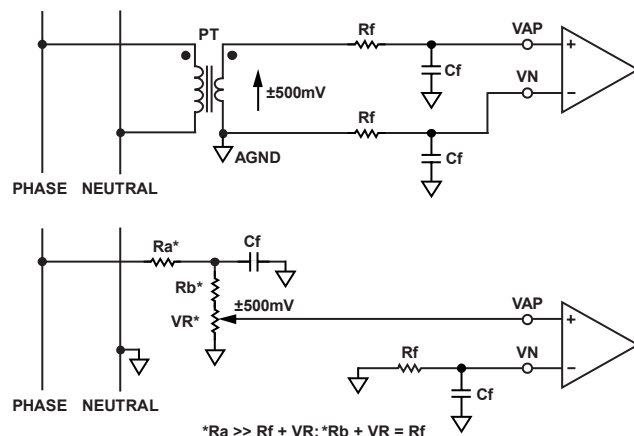 PT
Rf
VAP
+
Cf
±500mV
VN
−
Rf
AGND
Cf
PHASE NEUTRAL
Ra*
Cf
Rb*
±500mV
VR*
VAP
+
Rf
VN
−
Cf
PHASE NEUTRAL
*Ra >> Rf + VR; *Rb + VR = Rf